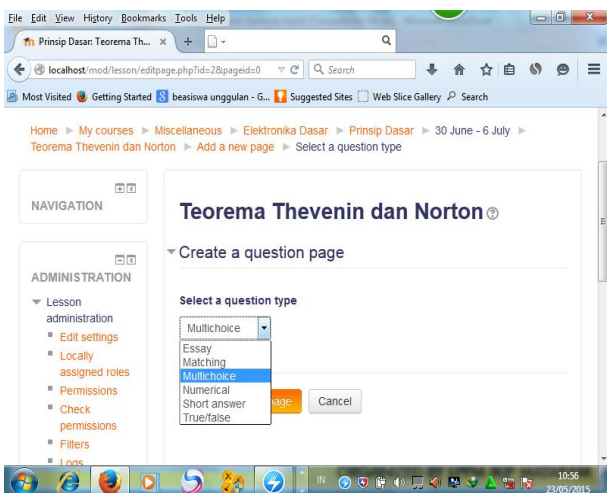 File Edit View History Bookmarks Tools Help
Prinsip Dasar: Teorema Th...
localhost/mod/lesson/editpage.php?id=2&pageid=0
Search
Most Visited Getting Started beasiswa unggulan - G... Suggested Sites Web Slice Gallery Search
Home ► My courses ► Miscellaneous ► Elektronika Dasar ► Prinsip Dasar ► 30 June - 6 July ►
Teorema Thevenin dan Norton ► Add a new page ► Select a question type
NAVIGATION
ADMINISTRATION
Lesson
administration
Edit settings
Locally
assigned roles
Permissions
Check
permissions
Filters
Logs
Teorema Thevenin dan Norton
Create a question page
Select a question type
Multichoice
Essay
Matching
Multichoice
Numerical
Short answer
True/false
Cancel
IN
10:56
23/05/2015